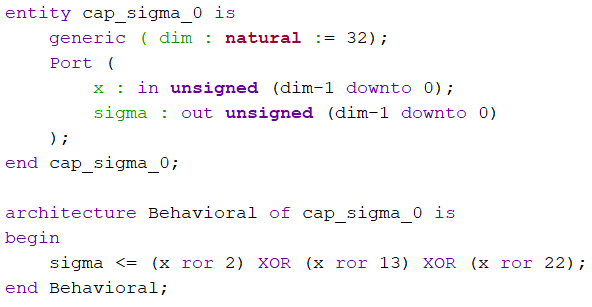 entity cap_sigma_0 is
    generic ( dim : natural := 32);
    Port (
        x : in unsigned (dim-1 downto 0);
        sigma : out unsigned (dim-1 downto 0)
    );
end cap_sigma_0;

architecture Behavioral of cap_sigma_0 is
begin
    sigma <= (x ror 2) XOR (x ror 13) XOR (x ror 22);
end Behavioral;